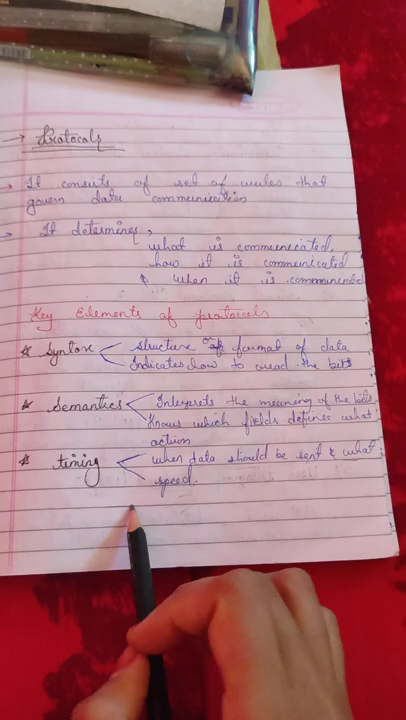 → Protocols
→ It consists of set of rules that
govern data communication
→ It determines,
what is communicated,
how it is communicated
& when it is communicated
Key Elements of protocols
☆ Syntax < structure or format of data
Indicates how to read the bits
☆ Semantics < Interprets the meaning of the bits
Knows which fields defines what
action
☆ timing < when data should be sent & what
speed.